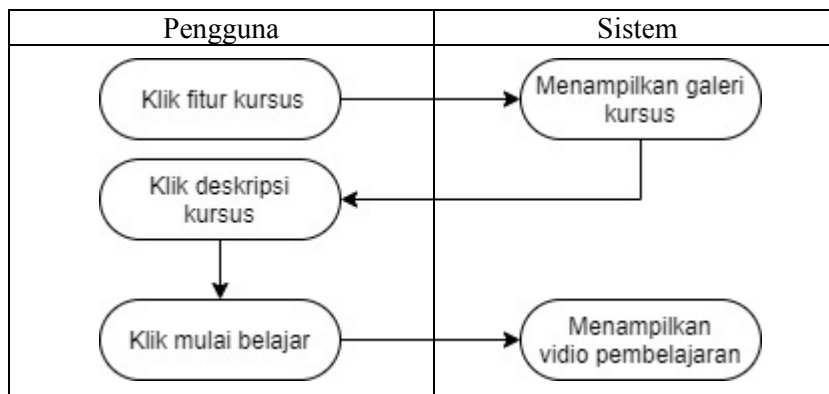 Pengguna
Sistem
Klik fitur kursus
Menampilkan galeri
kursus
Klik deskripsi
kursus
Klik mulai belajar
Menampilkan
vidio pembelajaran